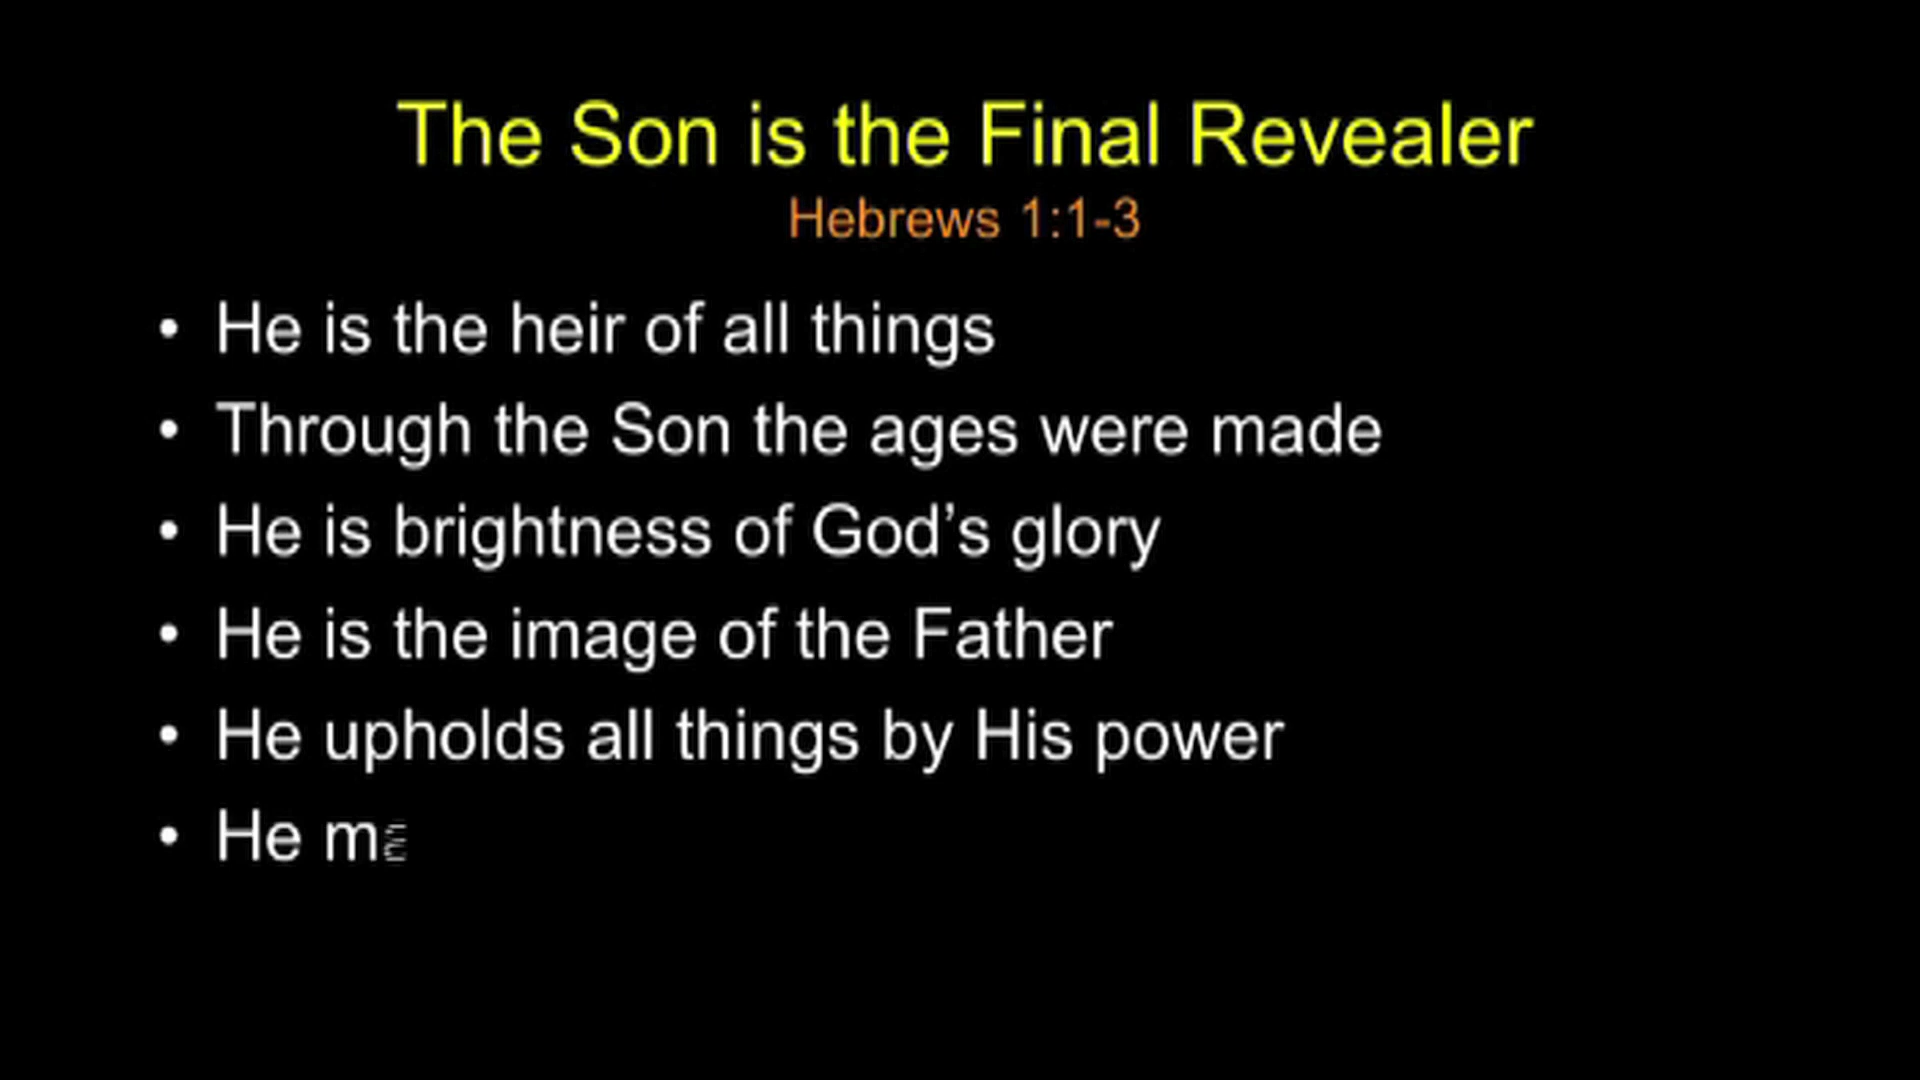 The Son is the Final Revealer
Hebrews 1:1-3
• He is the heir of all things
• Through the Son the ages were made
• He is brightness of God’s glory
• He is the image of the Father
• He upholds all things by His power
• He